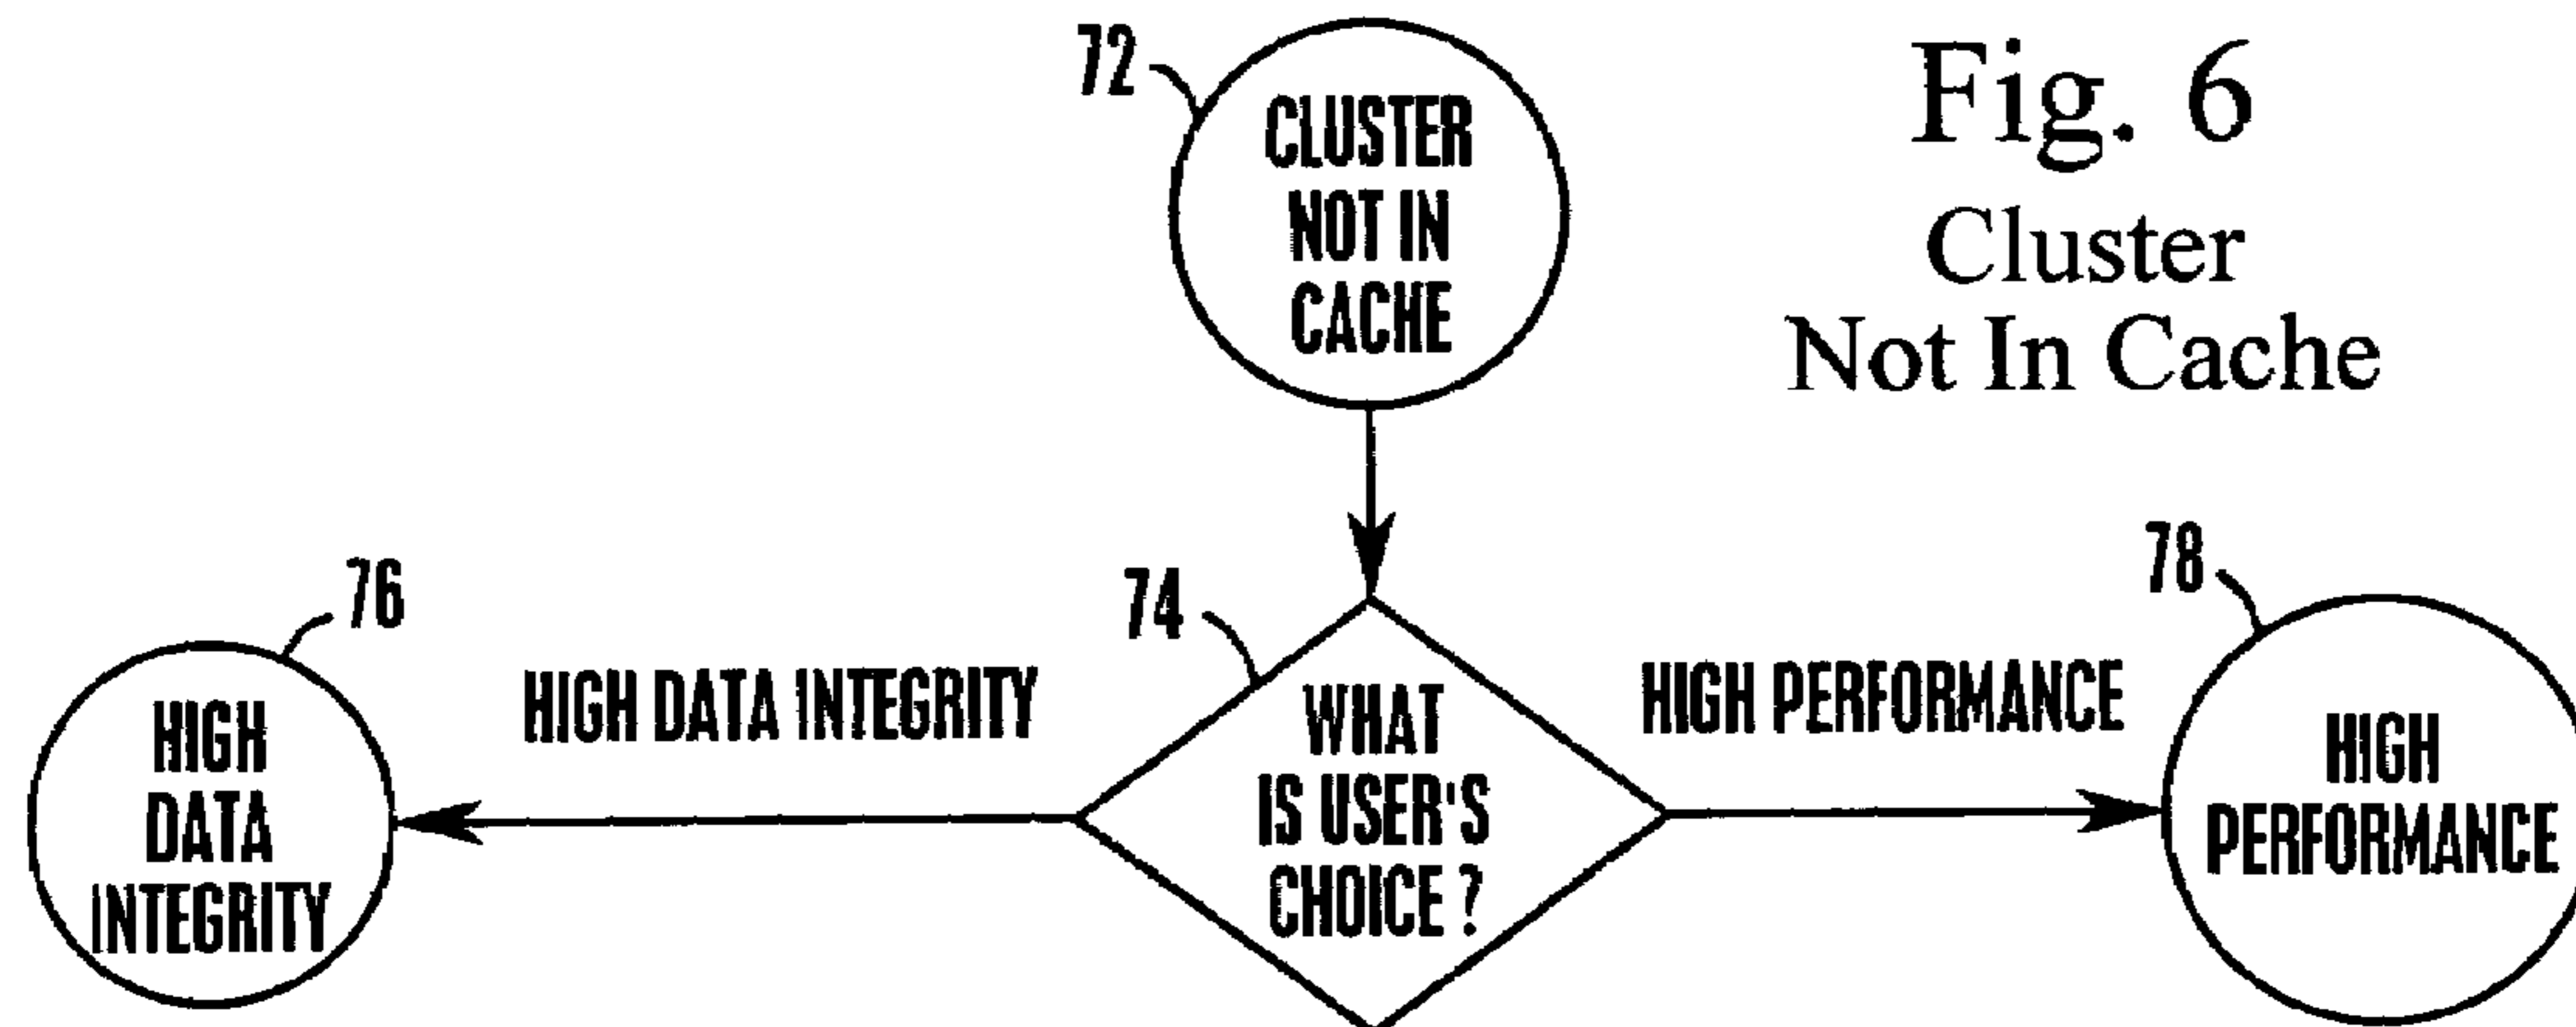 72
CLUSTER
NOT IN
CACHE
Fig. 6
Cluster
Not In Cache
76
HIGH
DATA
INTEGRITY
HIGH DATA INTEGRITY
74
WHAT
IS USER'S
CHOICE ?
HIGH PERFORMANCE
78
HIGH
PERFORMANCE